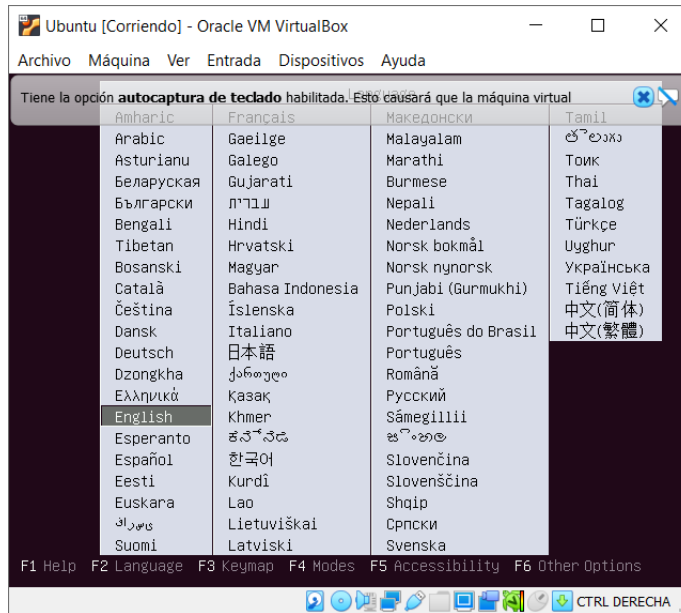 Ubuntu [Corriendo] - Oracle VM VirtualBox
Archivo Máquina Ver Entrada Dispositivos Ayuda
Language
Tiene la opción autocaptura de teclado habilitada. Esto causará que la máquina virtual
Amharic
Arabic
Asturianu
Беларуская
Български
Bengali
Tibetan
Bosanski
Català
Čeština
Dansk
Deutsch
Dzongkha
Ελληνικά
English
Esperanto
Español
Eesti
Euskara
Suomi
Français
Gaeilge
Galego
Gujarati
עברית
Hindi
Hrvatski
Magyar
Bahasa Indonesia
Íslenska
Italiano
日本語
ქართული
Қазақ
Khmer
ಕನ್ನಡ
한국어
Kurdî
Lao
Lietuviškai
Latviski
Македонски
Malayalam
Marathi
Burmese
Nepali
Nederlands
Norsk bokmål
Norsk nynorsk
Punjabi (Gurmukhi)
Polski
Português do Brasil
Português
Română
Русский
Sámegillii
Slovenčina
Slovenščina
Shqip
Српски
Svenska
Tamil
తెలుగు
Тоик
Thai
Tagalog
Türkçe
Uyghur
Українська
Tiếng Việt
中文(简体)
中文(繁體)
F1 Help F2 Language F3 Keymap F4 Modes F5 Accessibility F6 Other Options
CTRL DERECHA